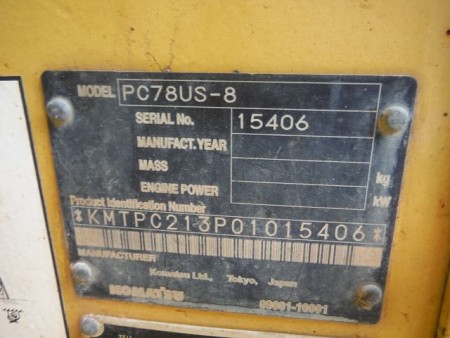 MODEL PC78US-8
SERIAL No. 15406
MANUFACT. YEAR
MASS kg
ENGINE POWER kW
Product Identification Number
*KMTPC213P01015406*
MANUFACTURER
Komatsu Ltd., Tokyo, Japan
KOMATSU